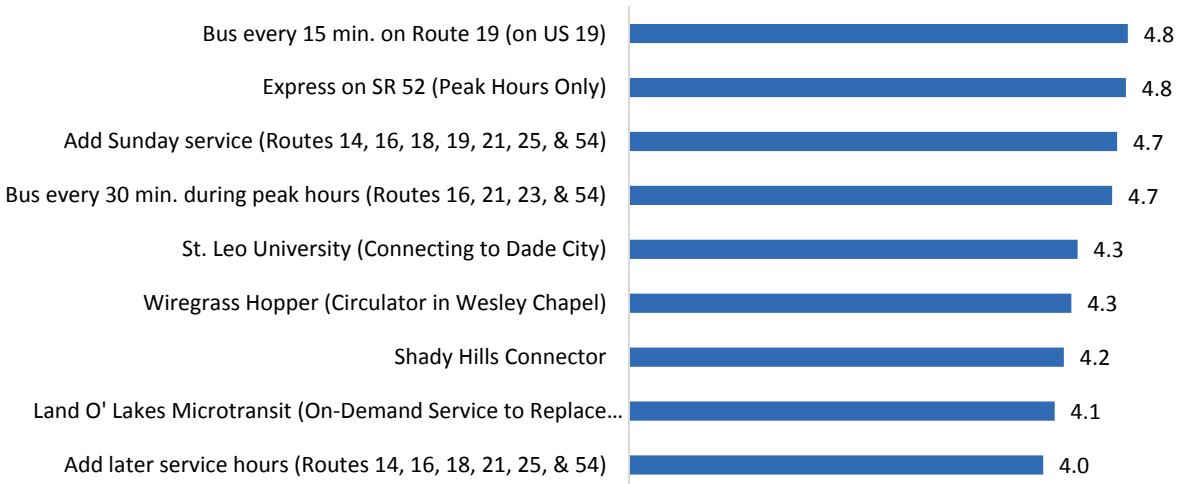 Bus every 15 min. on Route 19 (on US 19) 4.8
Express on SR 52 (Peak Hours Only) 4.8
Add Sunday service (Routes 14, 16, 18, 19, 21, 25, & 54) 4.7
Bus every 30 min. during peak hours (Routes 16, 21, 23, & 54) 4.7
St. Leo University (Connecting to Dade City) 4.3
Wiregrass Hopper (Circulator in Wesley Chapel) 4.3
Shady Hills Connector 4.2
Land O' Lakes Microtransit (On-Demand Service to Replace… 4.1
Add later service hours (Routes 14, 16, 18, 21, 25, & 54) 4.0